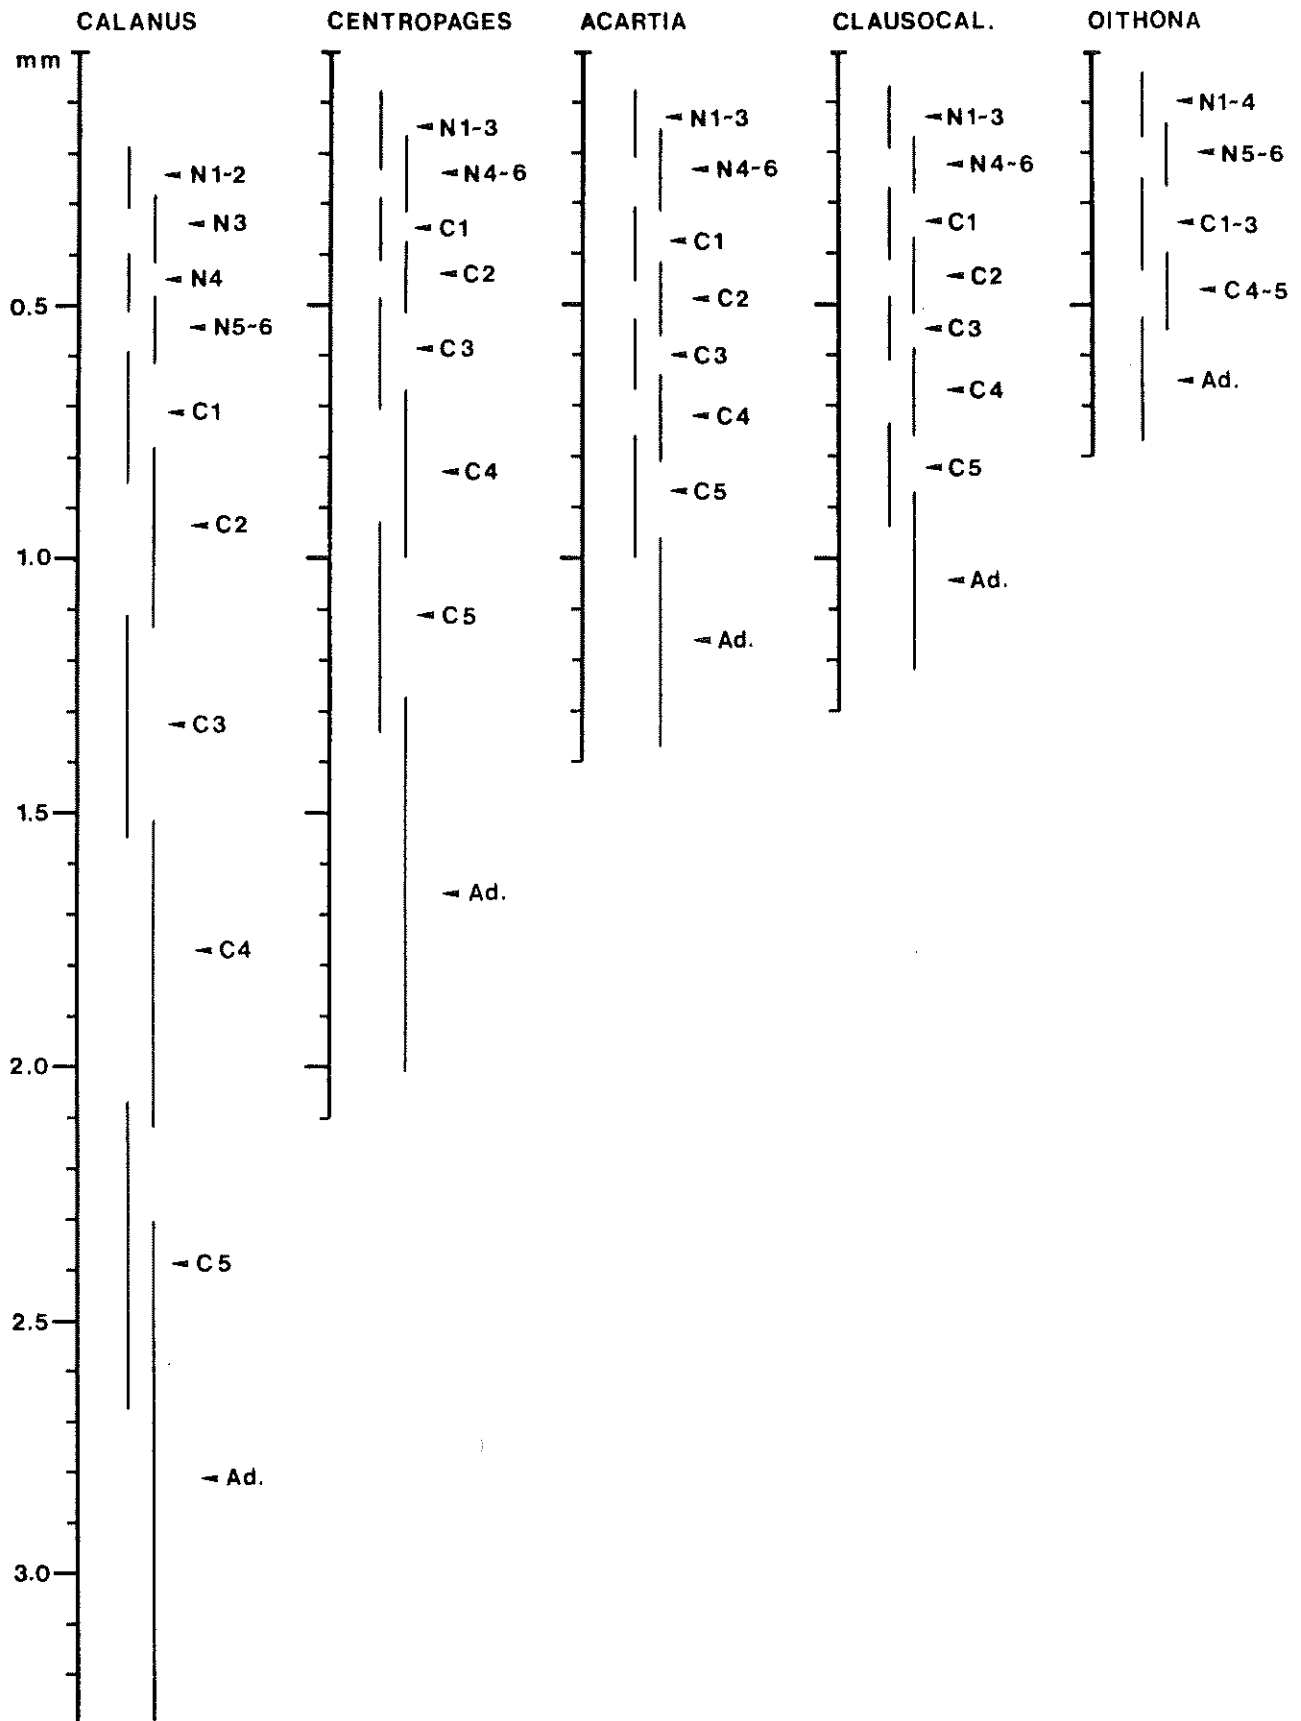 CALANUS CENTROPAGES ACARTIA CLAUSOCAL. OITHONA
mm
N1-2
N3
N4
0.5
N5-6
C1
C2
1.0
C3
1.5
C4
2.0
C5
2.5
Ad.
3.0
N1-3
N4-6
C1
C2
C3
C4
C5
Ad.
N1-3
N4-6
C1
C2
C3
C4
C5
Ad.
N1-3
N4-6
C1
C2
C3
C4
C5
Ad.
N1-4
N5-6
C1-3
C4-5
Ad.